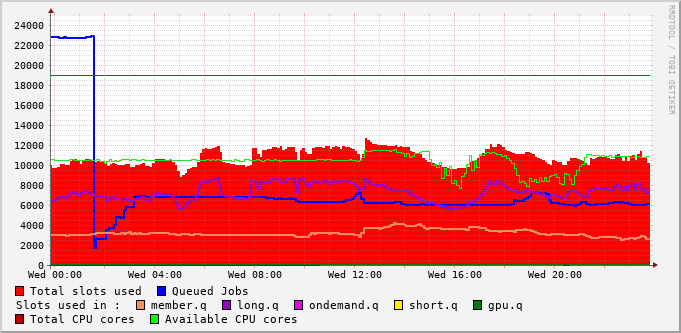 RRDTOOL / TOBI OETIKER
24000
22000
20000
18000
16000
14000
12000
10000
8000
6000
4000
2000
0
Wed 00:00 Wed 04:00 Wed 08:00 Wed 12:00 Wed 16:00 Wed 20:00
Total slots used Queued Jobs
Slots used in : member.q long.q ondemand.q short.q gpu.q
Total CPU cores Available CPU cores